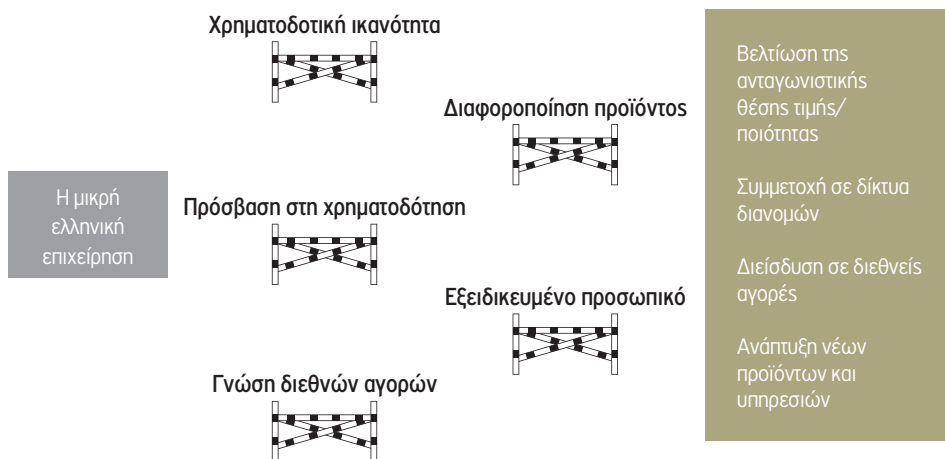 Χρηματοδοτική ικανότητα
Διαφοροποίηση προϊόντος
Η μικρή
ελληνική
επιχείρηση
Πρόσβαση στη χρηματοδότηση
Εξειδικευμένο προσωπικό
Γνώση διεθνών αγορών
Βελτίωση της
ανταγωνιστικής
θέσης τιμής/
ποιότητας
Συμμετοχή σε δίκτυα
διανομών
Διείσδυση σε διεθνείς
αγορές
Ανάπτυξη νέων
προϊόντων και
υπηρεσιών